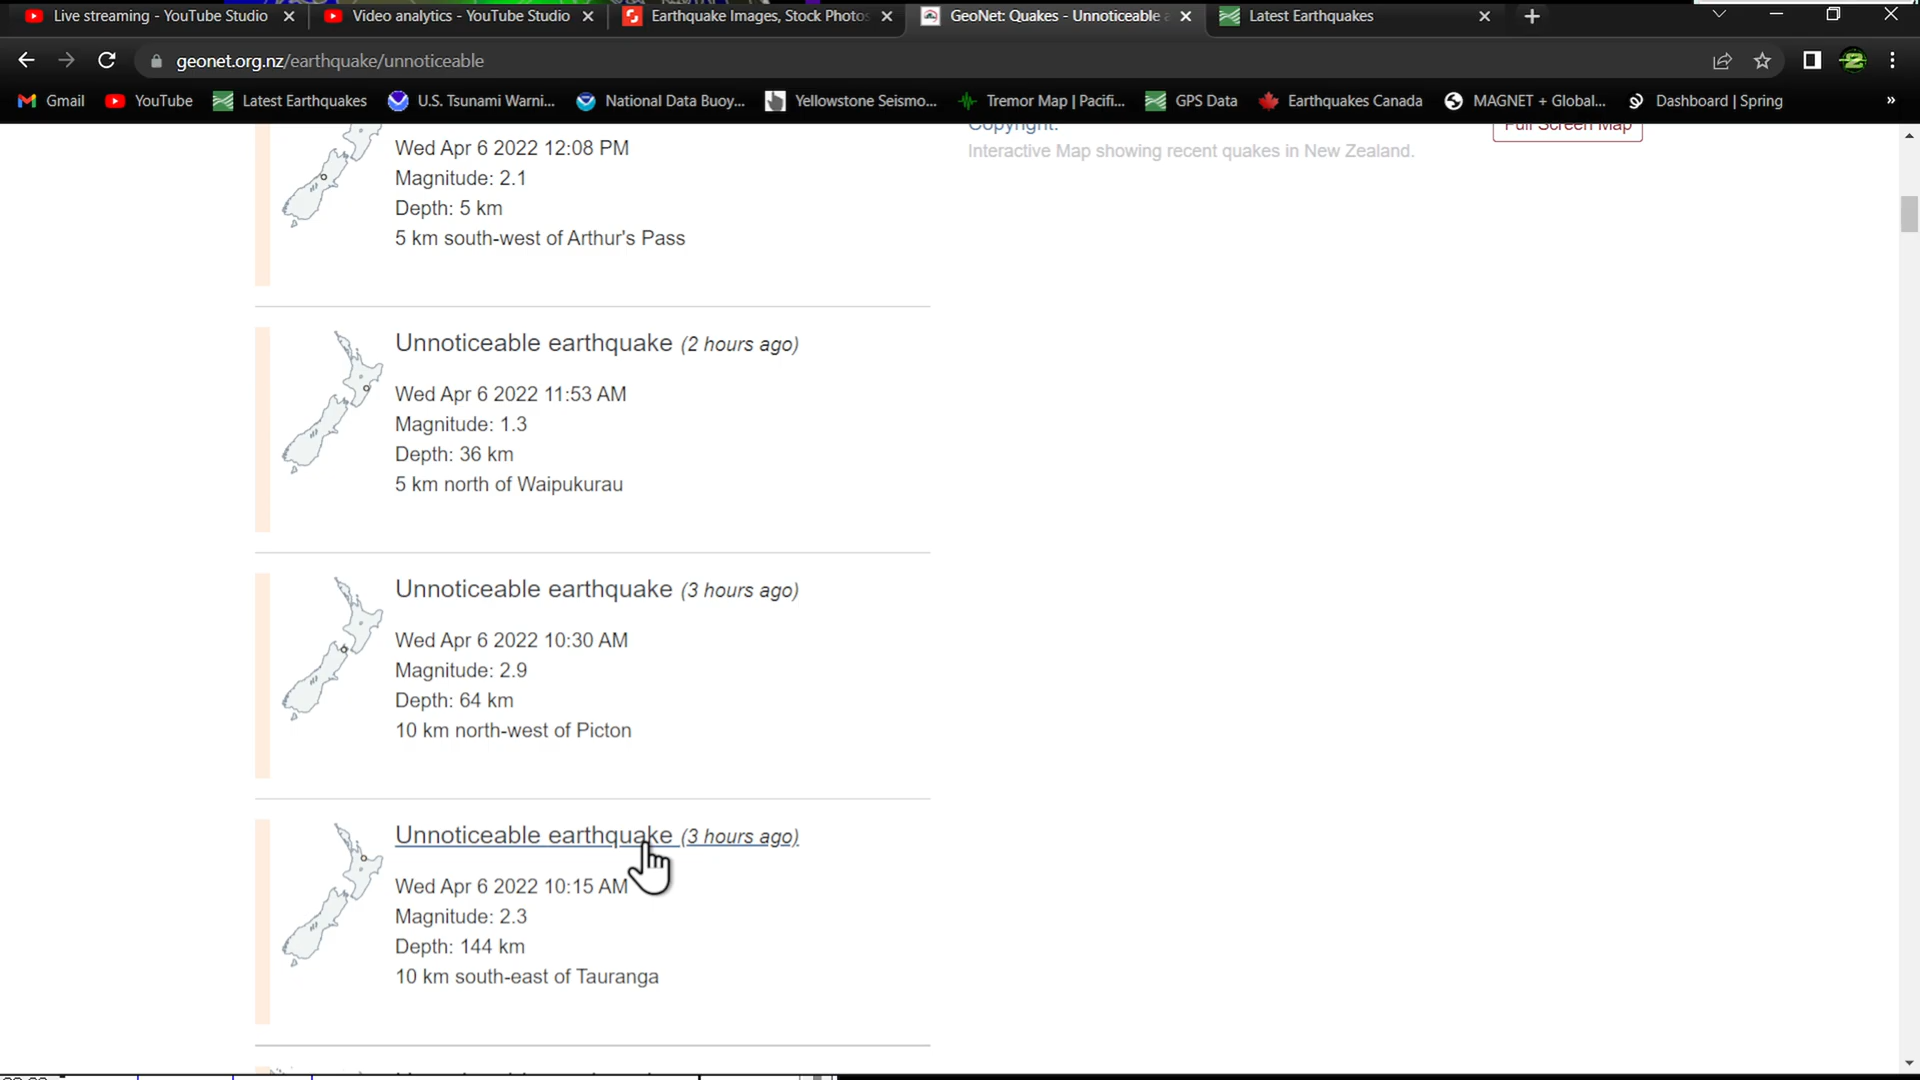 Live streaming - YouTube Studio
Video analytics - YouTube Studio
Earthquake Images, Stock Photos
GeoNet: Quakes - Unnoticeable
Latest Earthquakes
geonet.org.nz/earthquake/unnoticeable
Gmail
YouTube
Latest Earthquakes
U.S. Tsunami Warni...
National Data Buoy...
Yellowstone Seismo...
Tremor Map | Pacifi...
GPS Data
Earthquakes Canada
MAGNET + Global...
Dashboard | Spring
»
Copyright.
Full Screen Map
Interactive Map showing recent quakes in New Zealand.
Wed Apr 6 2022 12:08 PM
Magnitude: 2.1
Depth: 5 km
5 km south-west of Arthur's Pass
Unnoticeable earthquake (2 hours ago)
Wed Apr 6 2022 11:53 AM
Magnitude: 1.3
Depth: 36 km
5 km north of Waipukurau
Unnoticeable earthquake (3 hours ago)
Wed Apr 6 2022 10:30 AM
Magnitude: 2.9
Depth: 64 km
10 km north-west of Picton
Unnoticeable earthquake (3 hours ago)
Wed Apr 6 2022 10:15 AM
Magnitude: 2.3
Depth: 144 km
10 km south-east of Tauranga